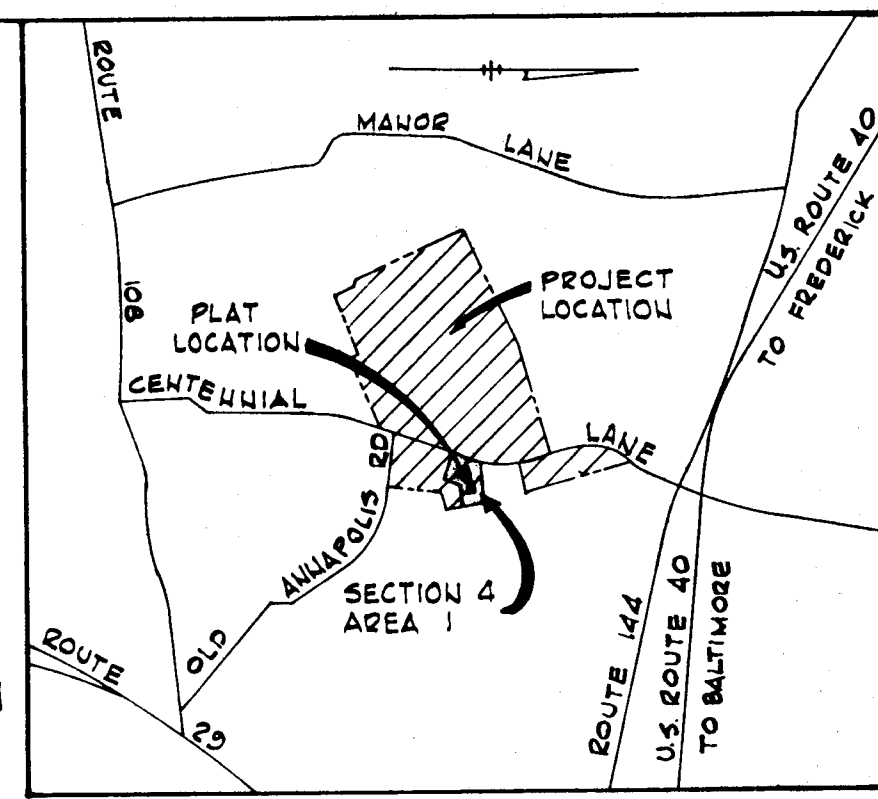 ROUTE
108
MANOR
LANE
U.S. ROUTE 40
TO FREDERICK
PROJECT
LOCATION
PLAT
LOCATION
CENTENNIAL
LANE
OLD
ANNAPOLIS
RD
SECTION 4
AREA 1
ROUTE
29
ROUTE 144
U.S. ROUTE 40
TO BALTIMORE